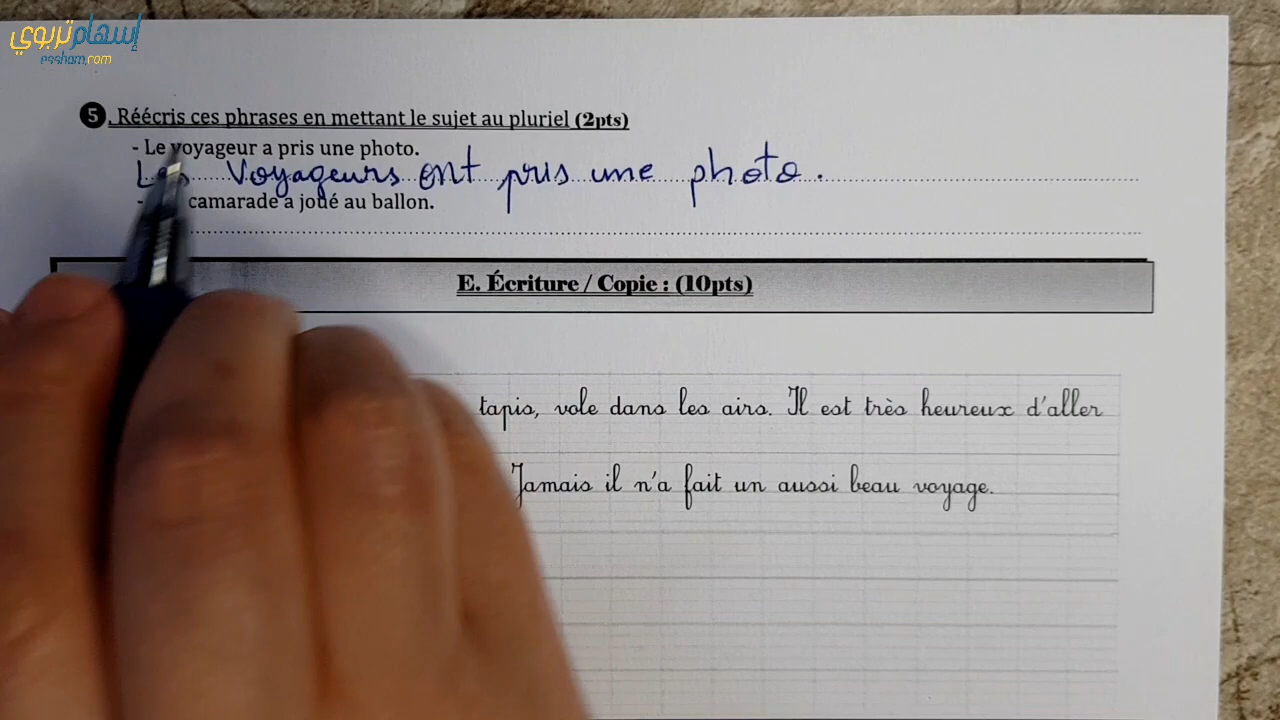 إسهام تربوي
essham.com
5. Réécris ces phrases en mettant le sujet au pluriel (2pts)
- Le voyageur a pris une photo.
Les voyageurs ont pris une photo.
- camarade a joué au ballon.
E. Écriture / Copie : (10pts)
tapis, vole dans les airs. Il est très heureux d'aller
Jamais il n'a fait un aussi beau voyage.